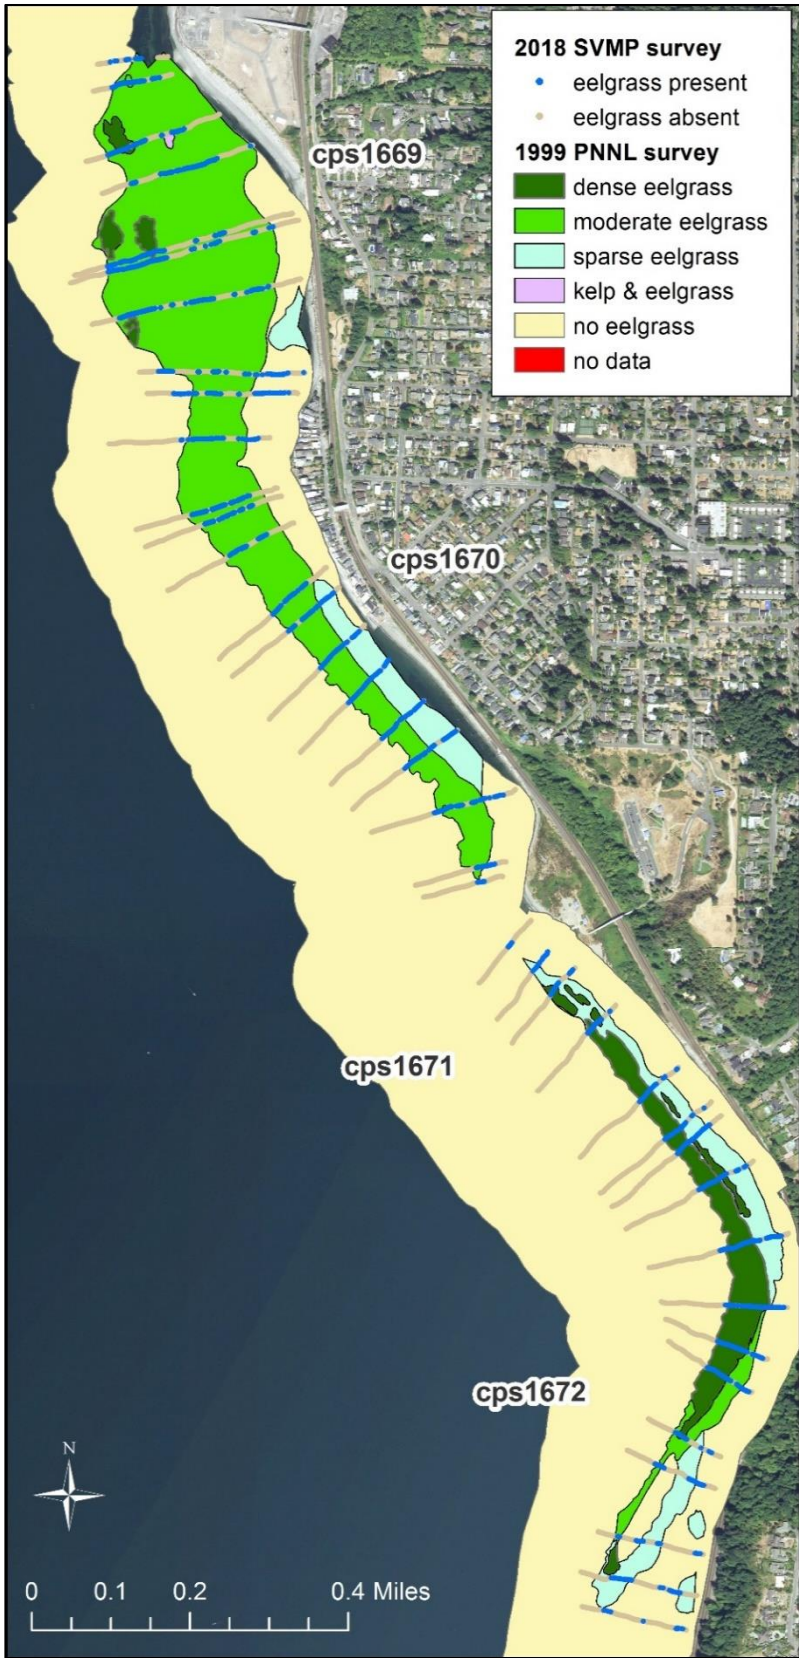 2018 SVMP survey
eelgrass present
eelgrass absent
1999 PNNL survey
dense eelgrass
moderate eelgrass
sparse eelgrass
kelp & eelgrass
no eelgrass
no data
cps1669
cps1670
cps1671
cps1672
N
0 0.1 0.2 0.4 Miles